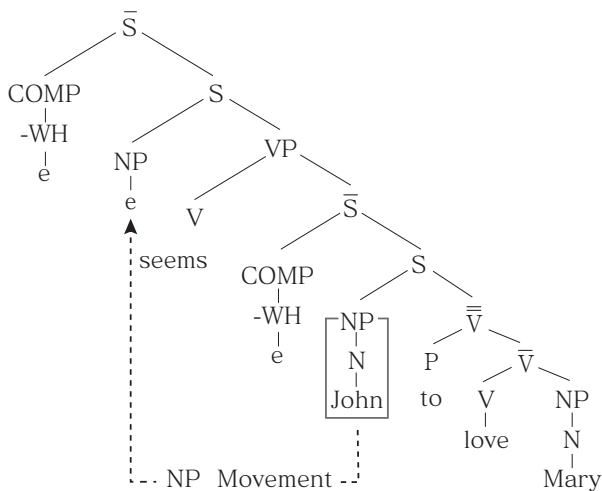 S̄
COMP S
-WH NP VP
e e V S̄
seems COMP S
-WH NP V̿
e N P V̄
John to V NP
love N
NP Movement Mary